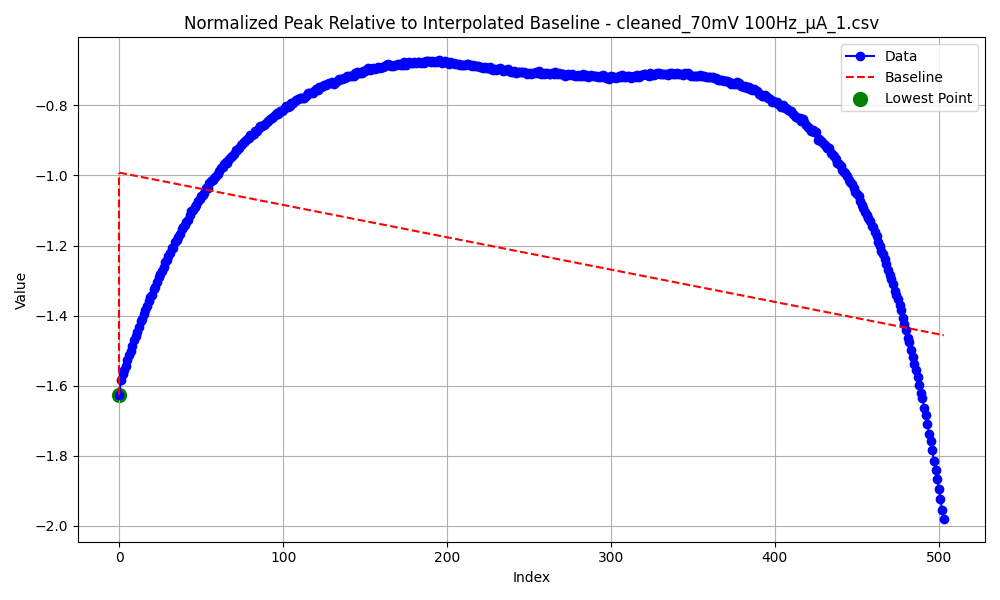 Normalized Peak Relative to Interpolated Baseline - cleaned_70mV 100Hz_μA_1.csv
Data
Baseline
Lowest Point
Value
−0.8
−1.0
−1.2
−1.4
−1.6
−1.8
−2.0
0 100 200 300 400 500
Index